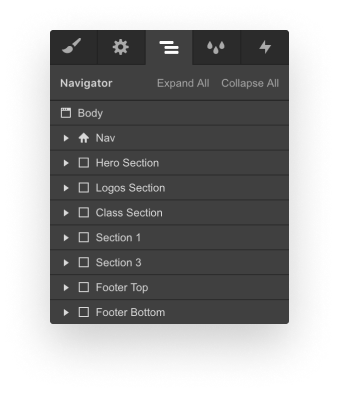 Navigator Expand All Collapse All
Body
Nav
Hero Section
Logos Section
Class Section
Section 1
Section 3
Footer Top
Footer Bottom